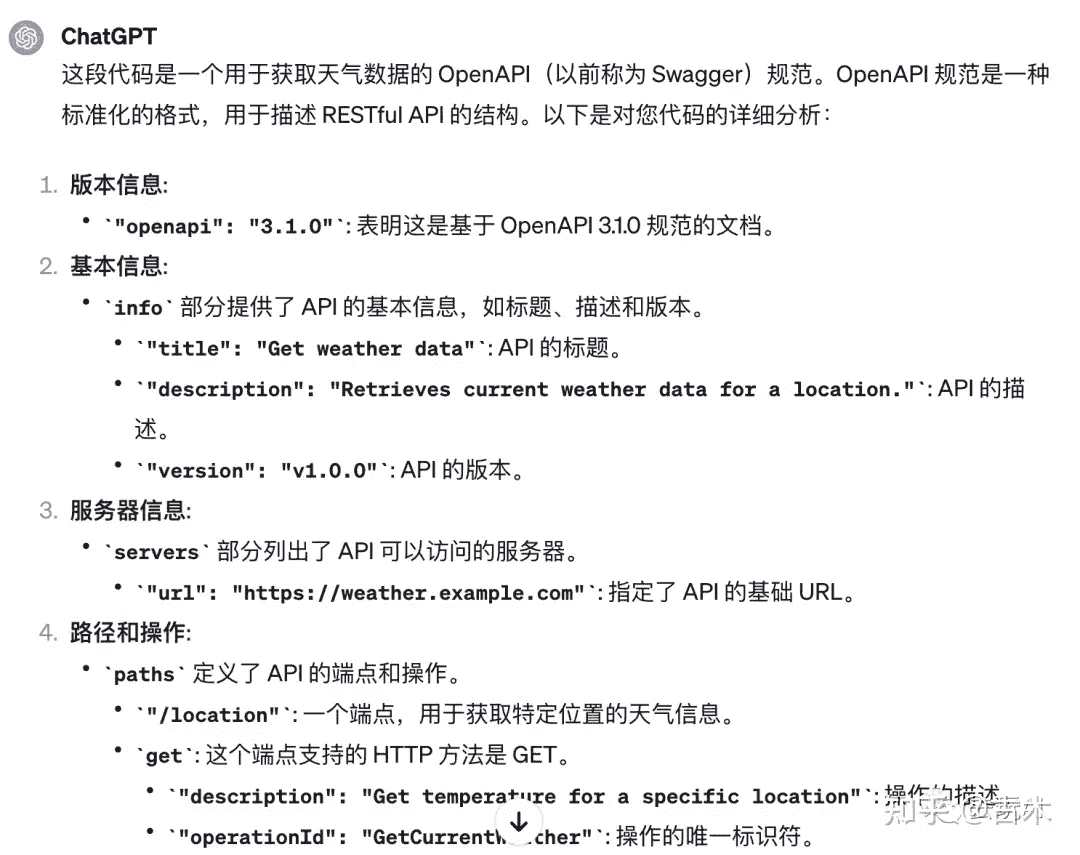 ChatGPT
这段代码是一个用于获取天气数据的 OpenAPI（以前称为 Swagger）规范。OpenAPI 规范是一种
标准化的格式，用于描述 RESTful API 的结构。以下是对您代码的详细分析：
1. 版本信息:
• `"openapi": "3.1.0"`: 表明这是基于 OpenAPI 3.1.0 规范的文档。
2. 基本信息:
• `info` 部分提供了 API 的基本信息，如标题、描述和版本。
• `"title": "Get weather data"`: API 的标题。
• `"description": "Retrieves current weather data for a location."`: API 的描
述。
• `"version": "v1.0.0"`: API 的版本。
3. 服务器信息:
• `servers` 部分列出了 API 可以访问的服务器。
• `"url": "https://weather.example.com"`: 指定了 API 的基础 URL。
4. 路径和操作:
• `paths` 定义了 API 的端点和操作。
• `"/location"`: 一个端点，用于获取特定位置的天气信息。
• `get`: 这个端点支持的 HTTP 方法是 GET。
• `"description": "Get temperature for a specific location"`: 操作的描述。
• `"operationId": "GetCurrentWeather"`: 操作的唯一标识符。
知乎